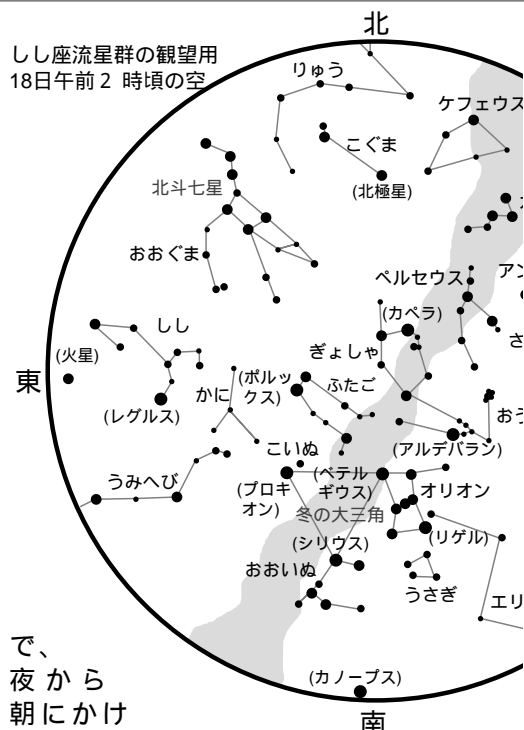 北
しし座流星群の観望用
18日午前２時頃の空
りゅう
ケフェウス
こぐま
(北極星)
北斗七星
おおぐま
ペルセウス
アン
(カペラ)
さ
しし
(火星)
ぎょしゃ
東
(レグルス)
かに
(ポルッ
クス)
ふたご
おう
(アルデバラン)
こいぬ
うみへび
(プロキ
オン)
(ベテル
ギウス)
オリオン
冬の大三角
(シリウス)
(リゲル)
おおいぬ
うさぎ
エリ
で、
夜から
朝にかけ
(カノープス)
南